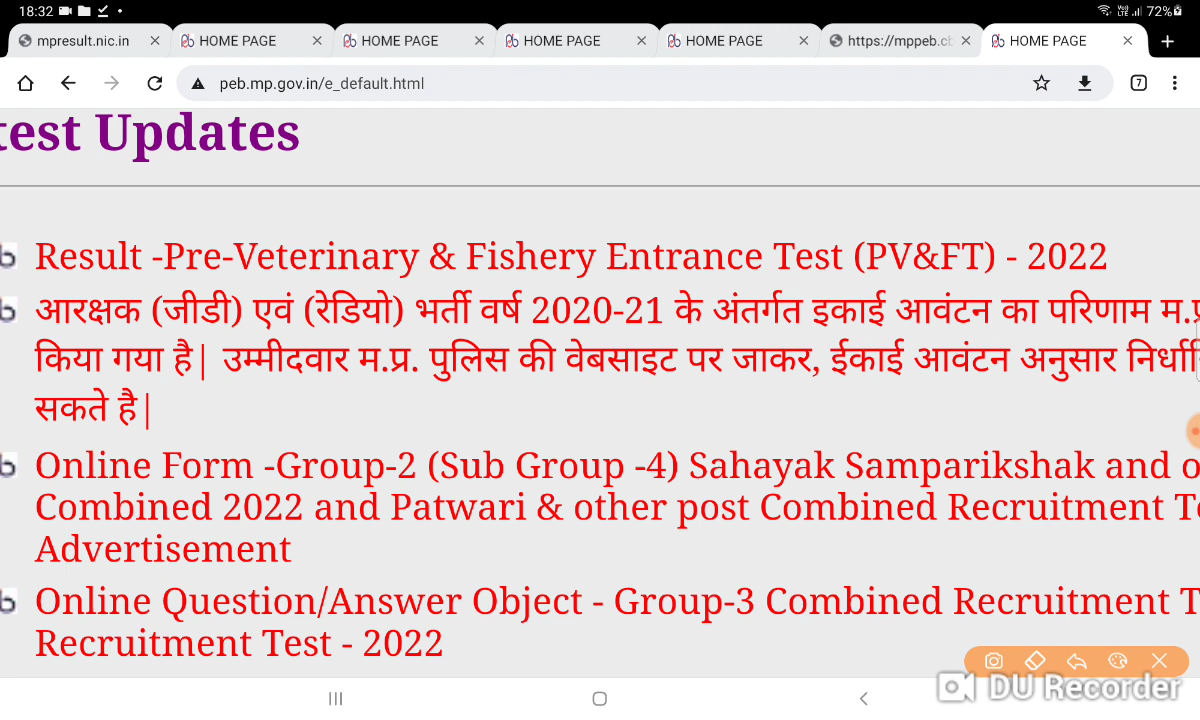 18:32 72%
mpresult.nic.in HOME PAGE HOME PAGE HOME PAGE HOME PAGE https://mppeb.c HOME PAGE
peb.mp.gov.in/e_default.html 7
test Updates
Result -Pre-Veterinary & Fishery Entrance Test (PV&FT) - 2022
आरक्षक (जीडी) एवं (रेडियो) भर्ती वर्ष 2020-21 के अंतर्गत इकाई आवंटन का परिणाम म.प्र
किया गया है| उम्मीदवार म.प्र. पुलिस की वेबसाइट पर जाकर, ईकाई आवंटन अनुसार
सकते है|
Online Form -Group-2 (Sub Group -4) Sahayak Samparikshak and o
Combined 2022 and Patwari & other post Combined Recruitment Te
Advertisement
Online Question/Answer Object - Group-3 Combined Recruitment T
Recruitment Test - 2022
DU Recorder